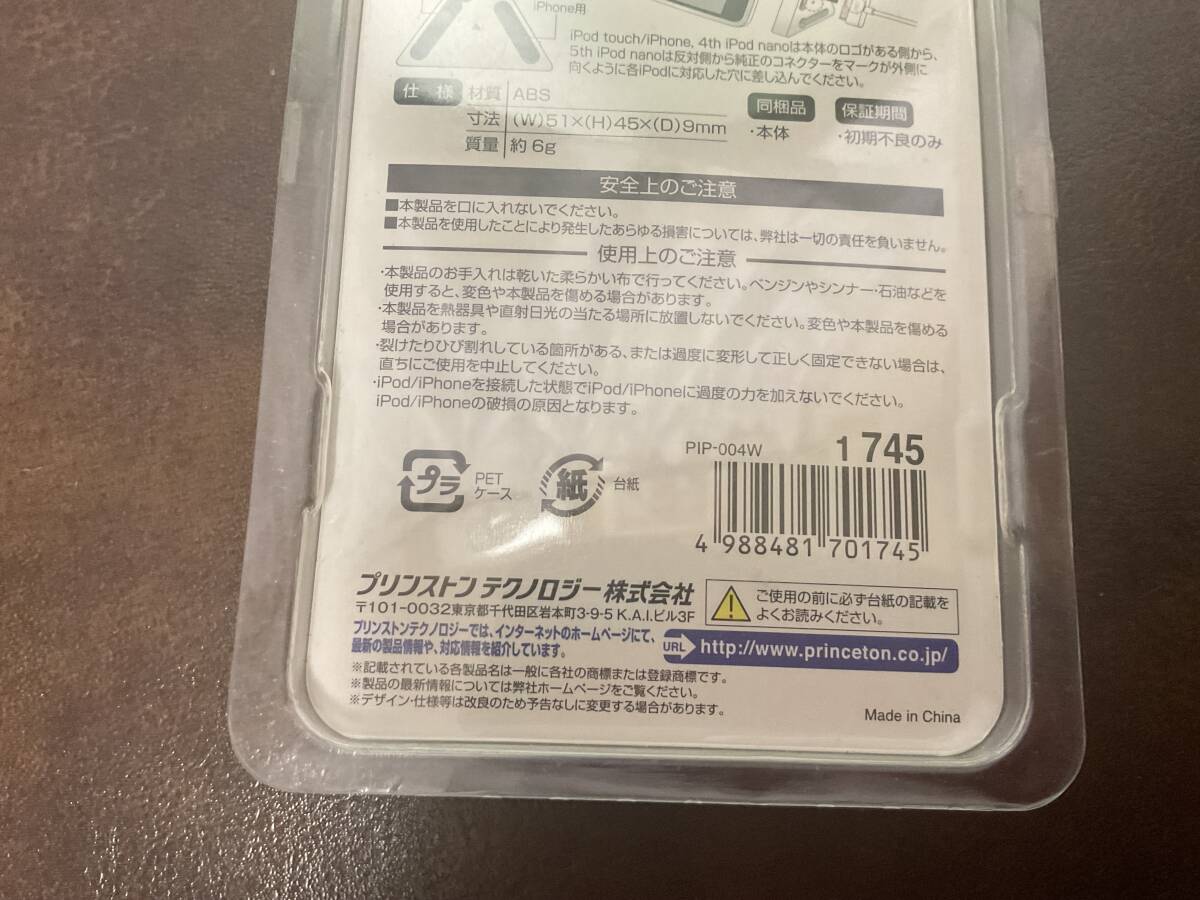 iPhone用
iPod touch/iPhone, 4th iPod nanoは本体のロゴがある側から、
5th iPod nanoは反対側から純正のコネクターをマークが外側に
向くように各iPodに対応した穴に差し込んでください。
仕様 材質 ABS
寸法 (W)51×(H)45×(D)9mm
質量 約6g
同梱品
・本体
保証期間
・初期不良のみ
安全上のご注意
■本製品を口に入れないでください。
■本製品を使用したことにより発生したあらゆる損害については、弊社は一切の責任を負いません。
使用上のご注意
・本製品のお手入れは乾いた柔らかい布で行ってください。ベンジンやシンナー・石油などを
使用すると、変色や本製品を傷める場合があります。
・本製品を熱器具や直射日光の当たる場所に放置しないでください。変色や本製品を傷める
場合があります。
・裂けたりひび割れしている箇所がある、または過度に変形して正しく固定できない場合は、
直ちにご使用を中止してください。
・iPod/iPhoneを接続した状態でiPod/iPhoneに過度の力を加えないでください。
iPod/iPhoneの破損の原因となります。
プラ PET
ケース
紙 台紙
PIP-004W 1 745
4 988481 701745
プリンストンテクノロジー株式会社
〒101-0032東京都千代田区岩本町3-9-5 K.A.I.ビル3F
プリンストンテクノロジーでは、インターネットのホームページにて、
最新の製品情報や、対応情報を紹介しています。
ご使用の前に必ず台紙の記載を
よくお読みください。
URL http://www.princeton.co.jp/
※記載されている各製品名は一般に各社の商標または登録商標です。
※製品の最新情報については弊社ホームページをご覧ください。
※デザイン・仕様等は改良のため予告なしに変更する場合があります。
Made in China